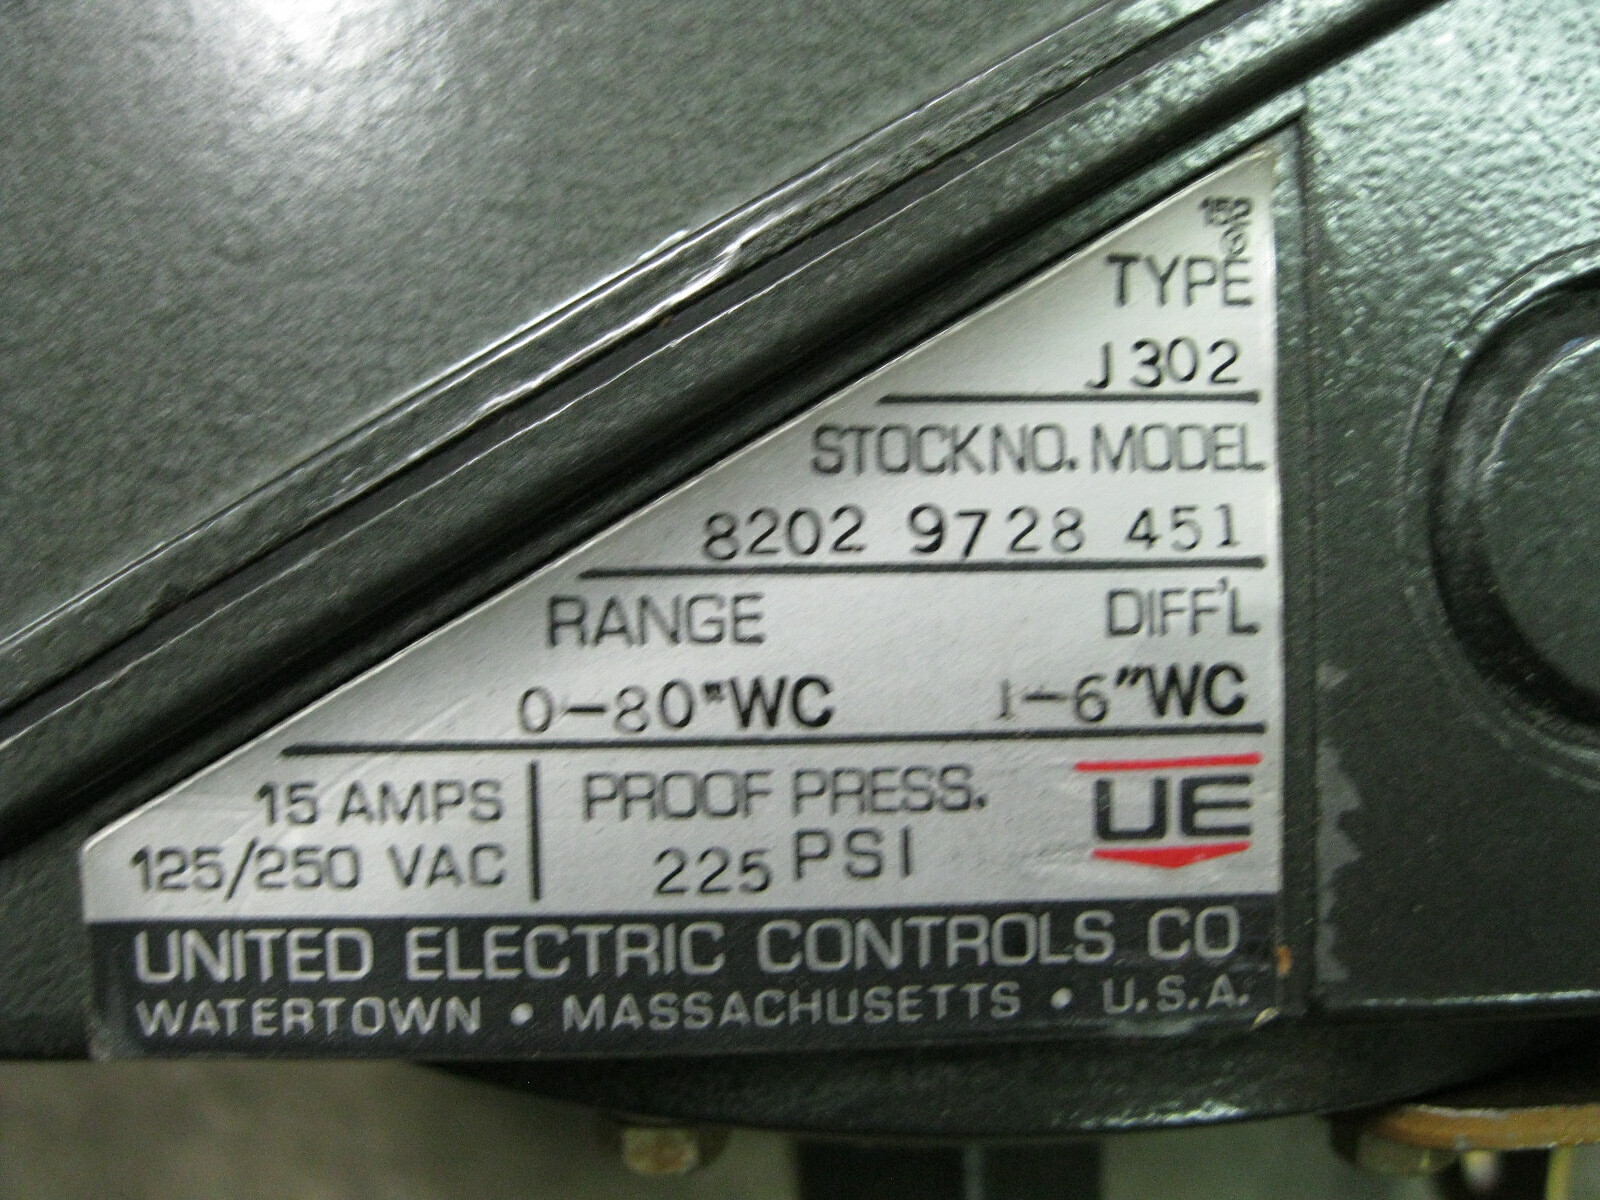 TYPE
J302
STOCK NO. MODEL
8202 9728 451
RANGE DIFF'L
0-80"WC 1-6"WC
15 AMPS
125/250 VAC
PROOF PRESS.
225 PSI
UE
UNITED ELECTRIC CONTROLS CO
WATERTOWN • MASSACHUSETTS • U.S.A.